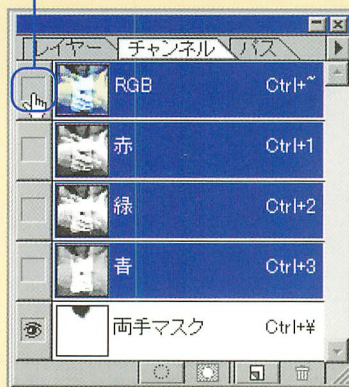 レイヤー チャンネル パス
RGB Ctrl+~
赤 Ctrl+1
緑 Ctrl+2
青 Ctrl+3
両手マスク Ctrl+¥